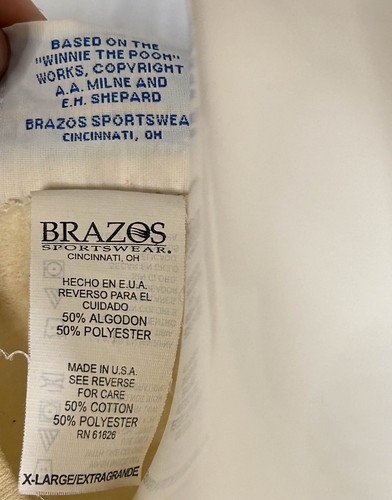 BASED ON THE
"WINNIE THE POOH"
WORKS, COPYRIGHT
A.A. MILNE AND
E.H. SHEPARD
BRAZOS SPORTSWEA
CINCINNATI, OH
BRAZOS
SPORTSWEAR®
CINCINNATI, OH
HECHO EN E.U.A.
REVERSO PARA EL
CUIDADO
50% ALGODON
50% POLYESTER
MADE IN U.S.A.
SEE REVERSE
FOR CARE
50% COTTON
50% POLYESTER
RN 61626
X-LARGE/EXTRAGRANDE